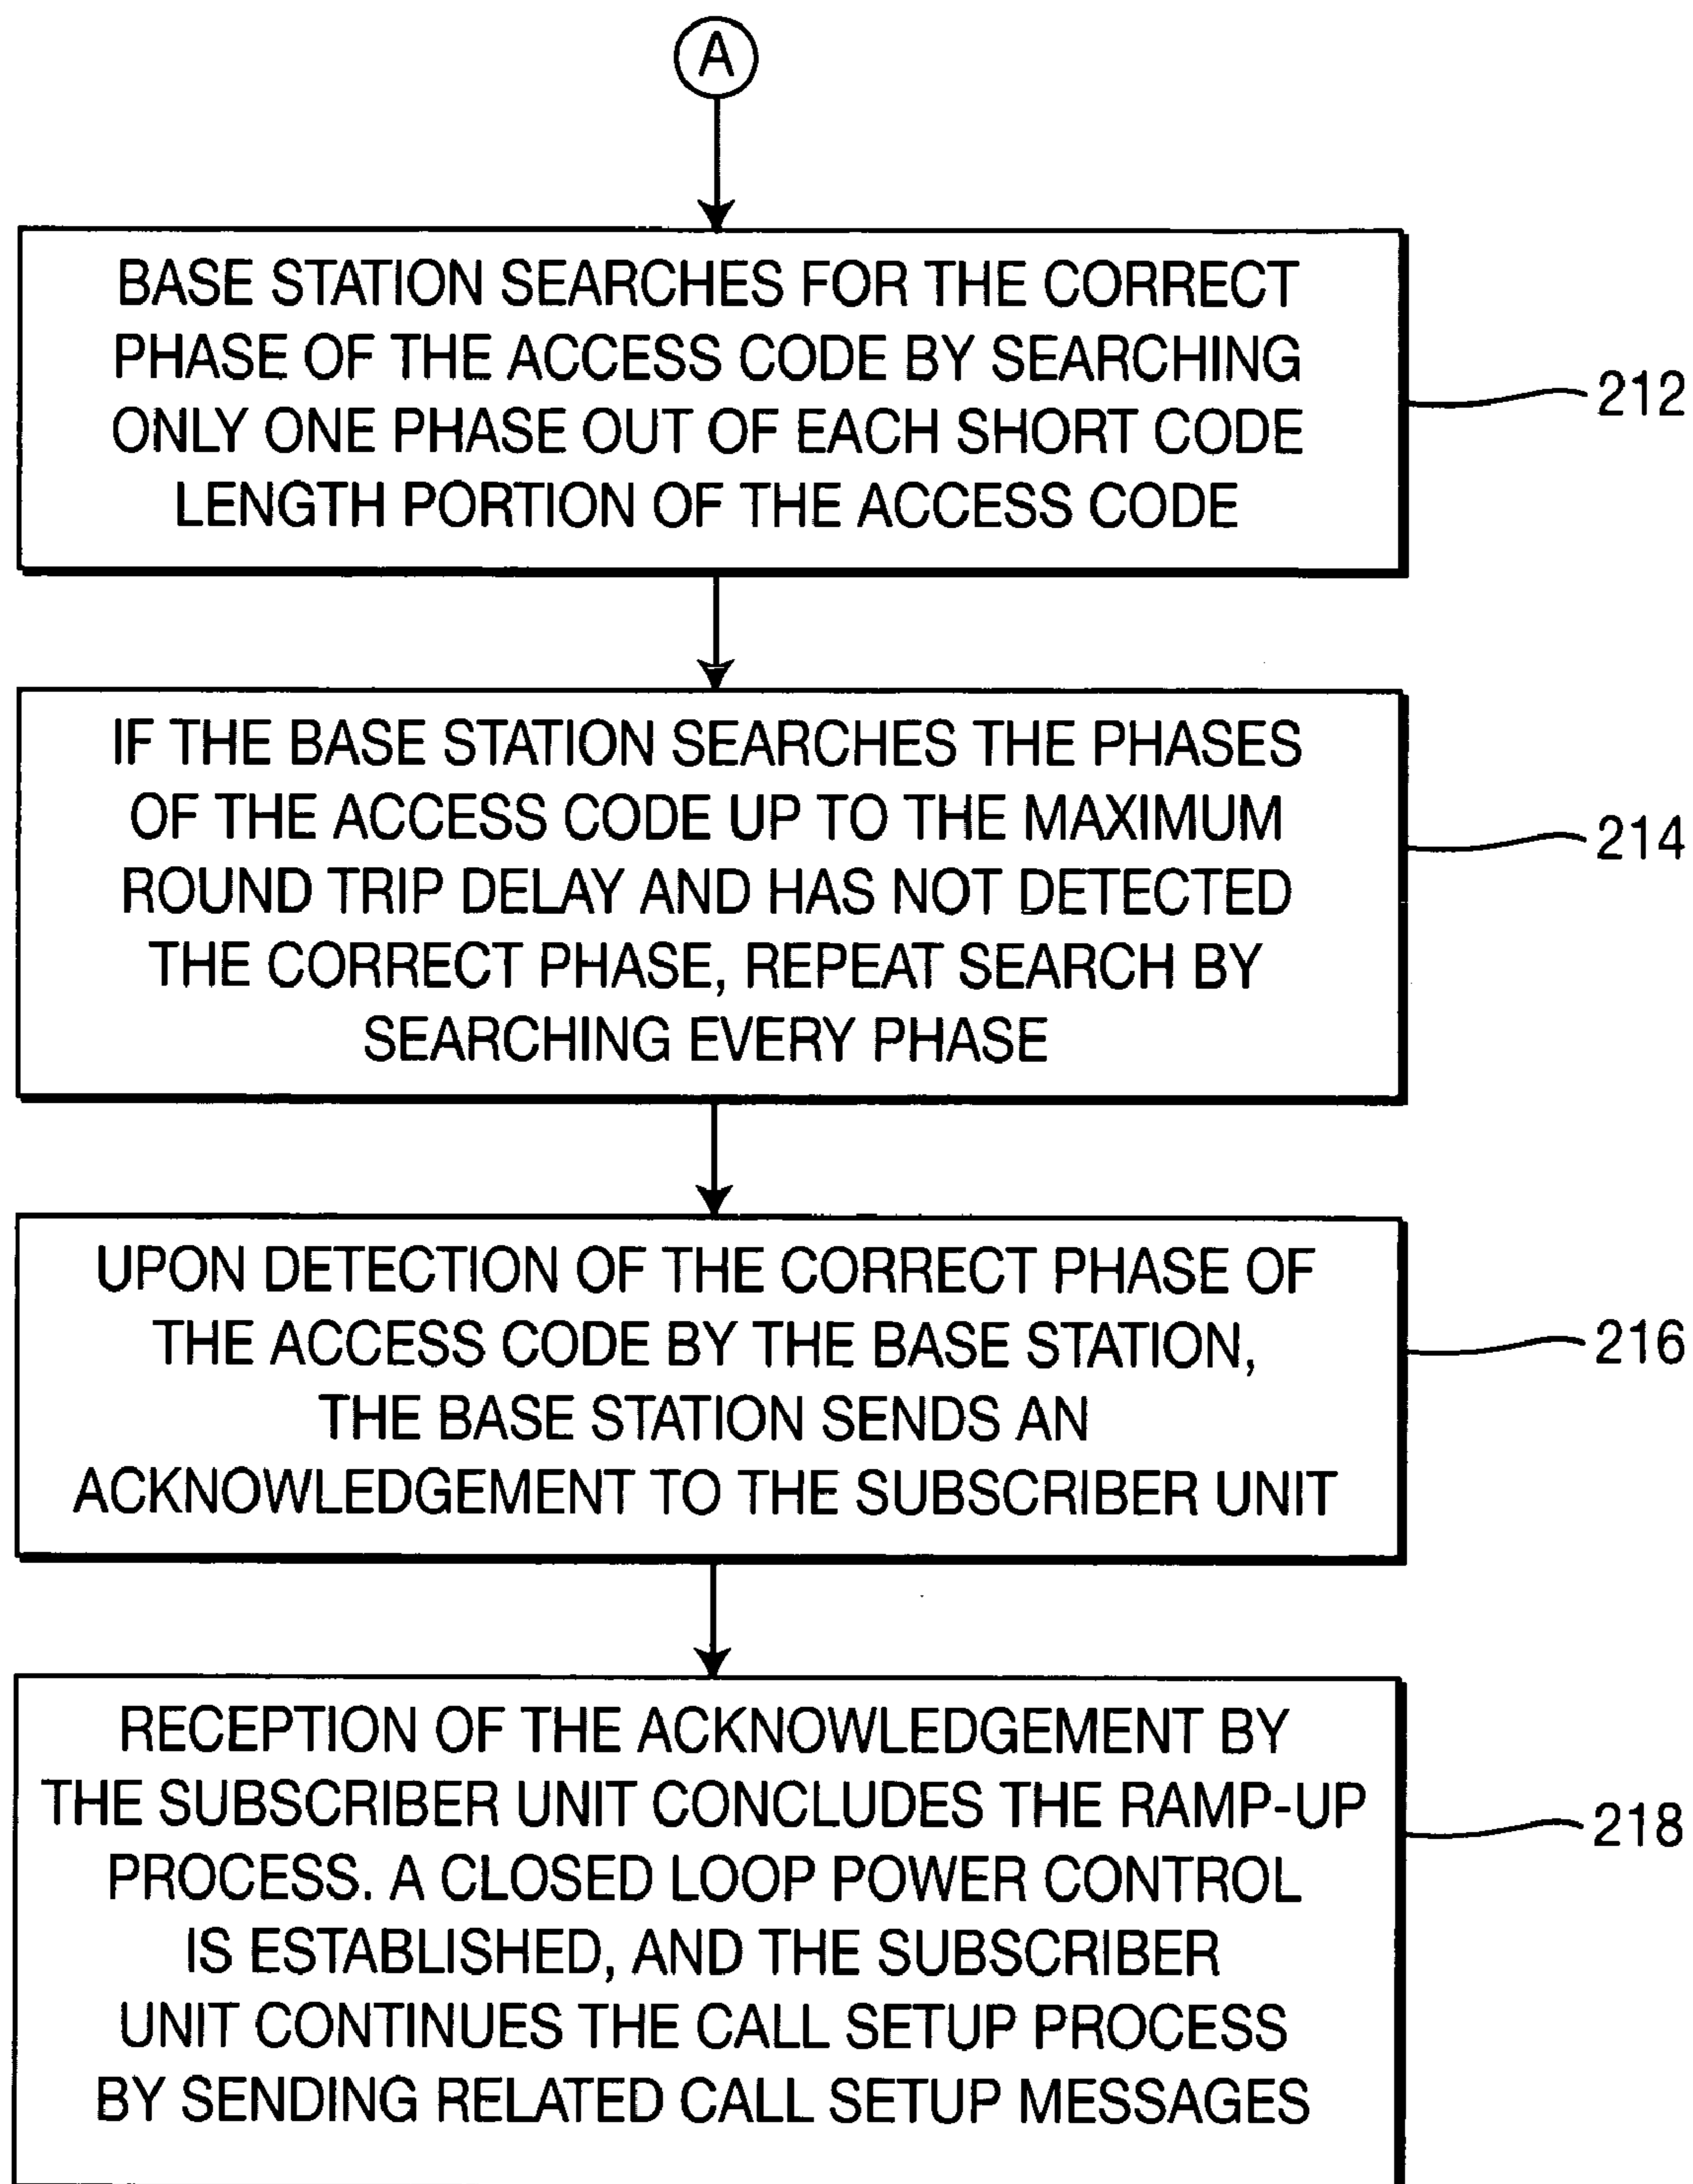 A
BASE STATION SEARCHES FOR THE CORRECT
PHASE OF THE ACCESS CODE BY SEARCHING
ONLY ONE PHASE OUT OF EACH SHORT CODE
LENGTH PORTION OF THE ACCESS CODE
212
IF THE BASE STATION SEARCHES THE PHASES
OF THE ACCESS CODE UP TO THE MAXIMUM
ROUND TRIP DELAY AND HAS NOT DETECTED
THE CORRECT PHASE, REPEAT SEARCH BY
SEARCHING EVERY PHASE
214
UPON DETECTION OF THE CORRECT PHASE OF
THE ACCESS CODE BY THE BASE STATION,
THE BASE STATION SENDS AN
ACKNOWLEDGEMENT TO THE SUBSCRIBER UNIT
216
RECEPTION OF THE ACKNOWLEDGEMENT BY
THE SUBSCRIBER UNIT CONCLUDES THE RAMP-UP
PROCESS. A CLOSED LOOP POWER CONTROL
IS ESTABLISHED, AND THE SUBSCRIBER
UNIT CONTINUES THE CALL SETUP PROCESS
BY SENDING RELATED CALL SETUP MESSAGES
218